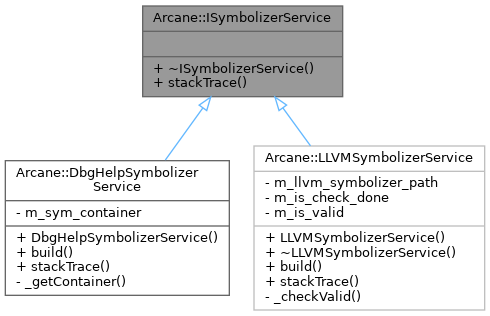 Arcane::ISymbolizerService
+ ~ISymbolizerService()
+ stackTrace()
Arcane::DbgHelpSymbolizer
Service
- m_sym_container
+ DbgHelpSymbolizerService()
+ build()
+ stackTrace()
- _getContainer()
Arcane::LLVMSymbolizerService
- m_llvm_symbolizer_path
- m_is_check_done
- m_is_valid
+ LLVMSymbolizerService()
+ ~LLVMSymbolizerService()
+ build()
+ stackTrace()
- _checkValid()